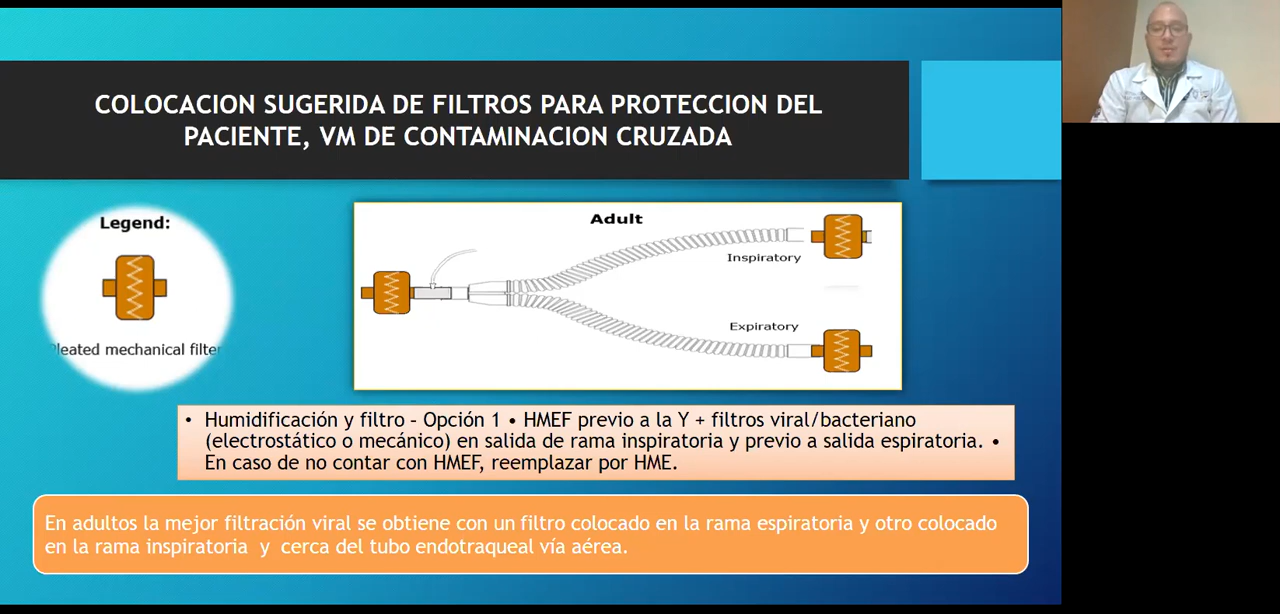 COLOCACION SUGERIDA DE FILTROS PARA PROTECCION DEL
PACIENTE, VM DE CONTAMINACION CRUZADA
Legend:
Pleated mechanical filter
Adult
Inspiratory
Expiratory
• Humidificación y filtro – Opción 1 • HMEF previo a la Y + filtros viral/bacteriano
(electrostático o mecánico) en salida de rama inspiratoria y previo a salida espiratoria. •
En caso de no contar con HMEF, reemplazar por HME.
En adultos la mejor filtración viral se obtiene con un filtro colocado en la rama espiratoria y otro colocado
en la rama inspiratoria y cerca del tubo endotraqueal vía aérea.